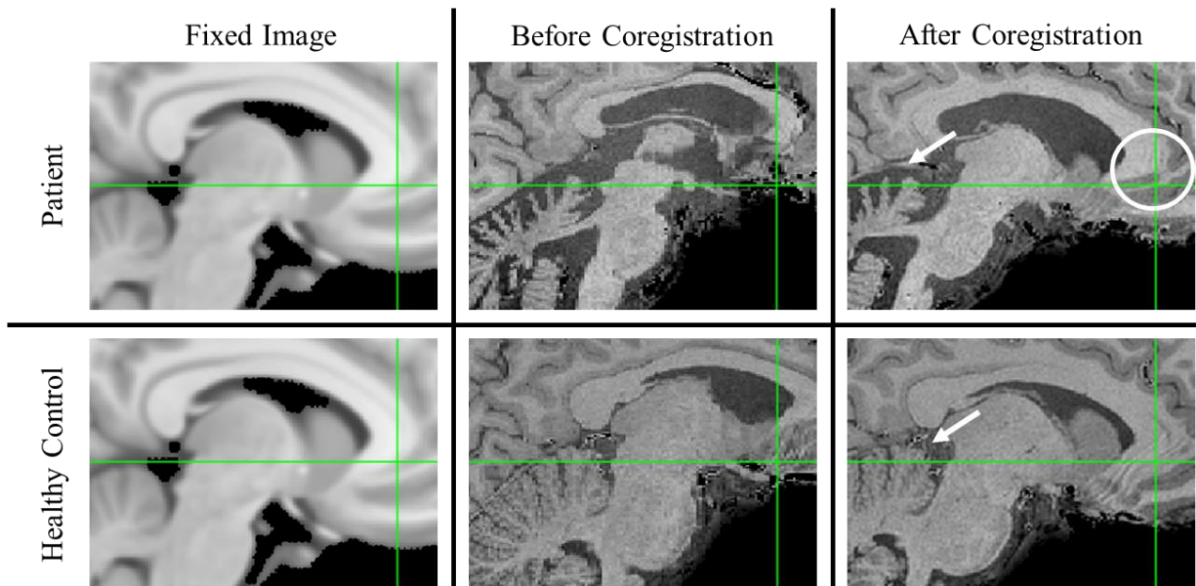 Fixed Image
Before Coregistration
After Coregistration
Patient
Healthy Control